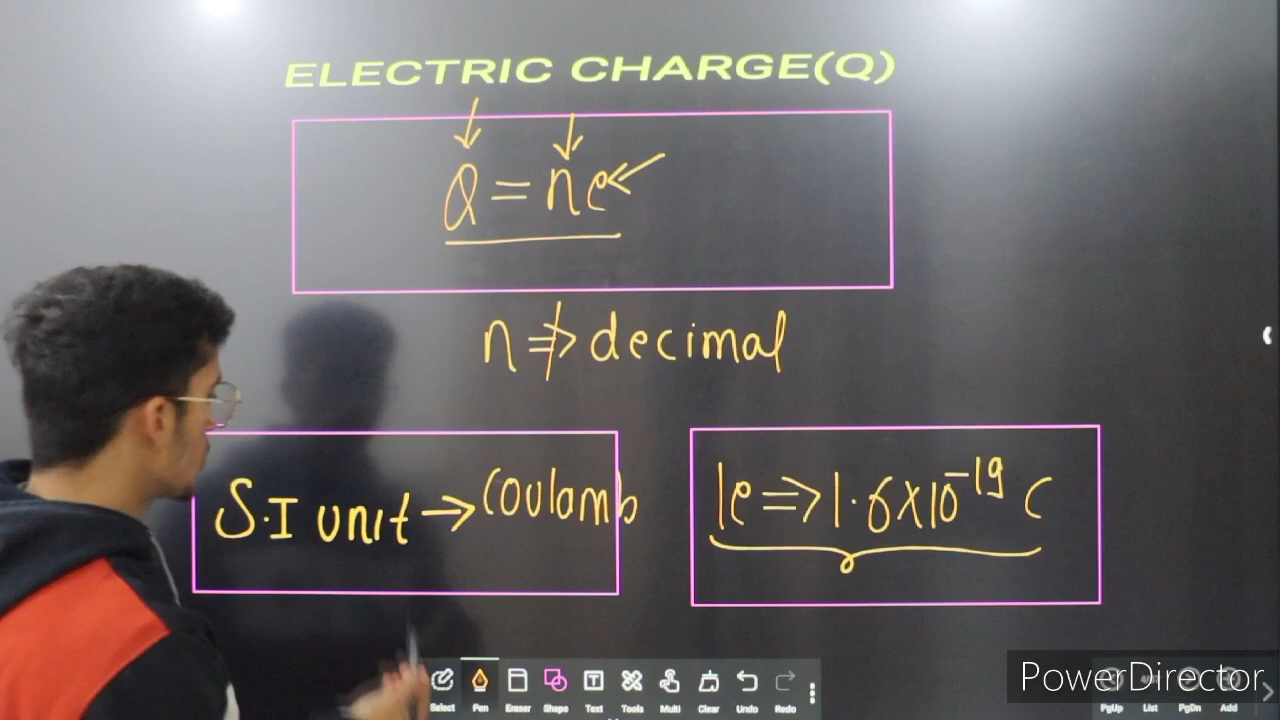 ELECTRIC CHARGE(Q)
Q = ne
n ⇏ decimal
S.I unit → Coulomb
1e ⇒ 1.6×10⁻¹⁹ C
Select Pen Eraser Shape Text Tools Multi Clear Undo Redo
PgUp List PgDn Add
PowerDirector